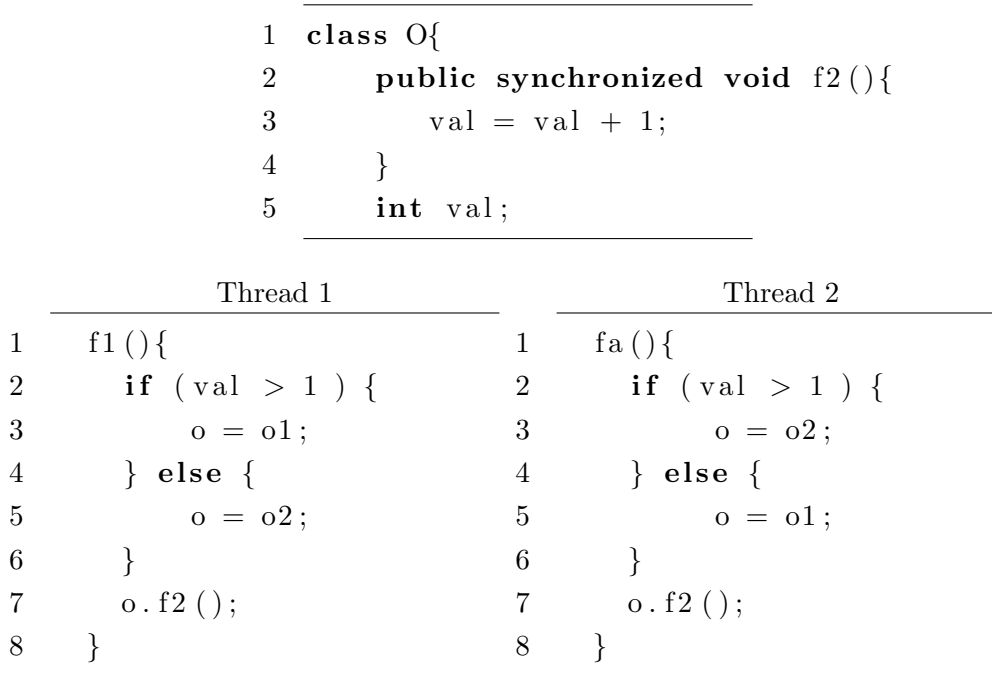 1 class O{
2 public synchronized void f2(){
3 val = val + 1;
4 }
5 int val;
Thread 1
1 f1(){
2 if (val > 1 ) {
3 o = o1;
4 } else {
5 o = o2;
6 }
7 o.f2();
8 }
Thread 2
1 fa(){
2 if (val > 1 ) {
3 o = o2;
4 } else {
5 o = o1;
6 }
7 o.f2();
8 }